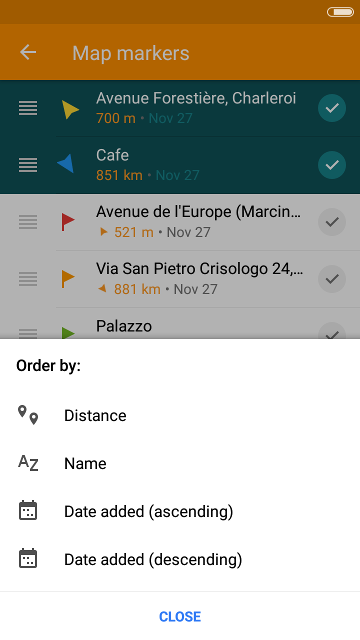 Map markers
Avenue Forestière, Charleroi
700 m • Nov 27
Cafe
851 km • Nov 27
Avenue de l'Europe (Marcin...
521 m • Nov 27
Via San Pietro Crisologo 24,...
881 km • Nov 27
Palazzo
Order by:
Distance
AZ Name
Date added (ascending)
Date added (descending)
CLOSE